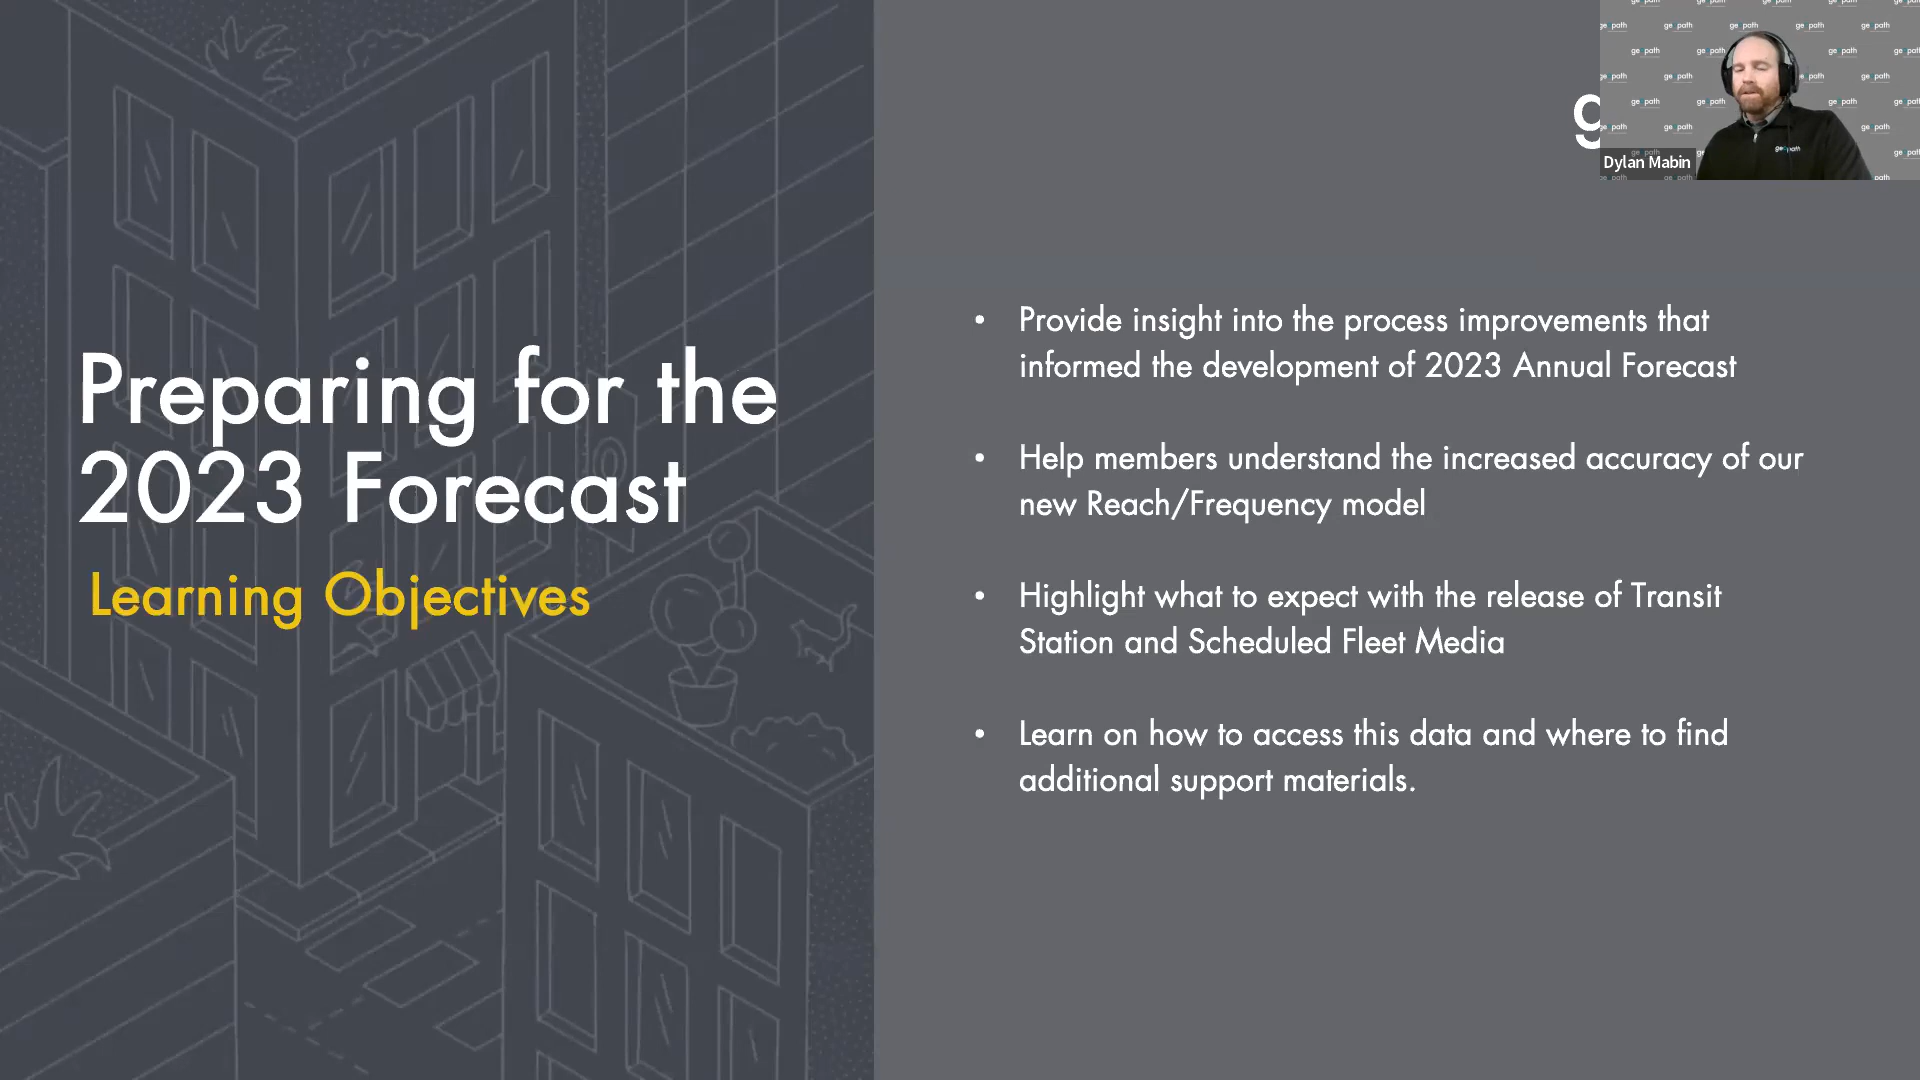 Preparing for the
2023 Forecast
Learning Objectives
• Provide insight into the process improvements that
informed the development of 2023 Annual Forecast
• Help members understand the increased accuracy of our
new Reach/Frequency model
• Highlight what to expect with the release of Transit
Station and Scheduled Fleet Media
• Learn on how to access this data and where to find
additional support materials.
g
Dylan Mabin
geopath